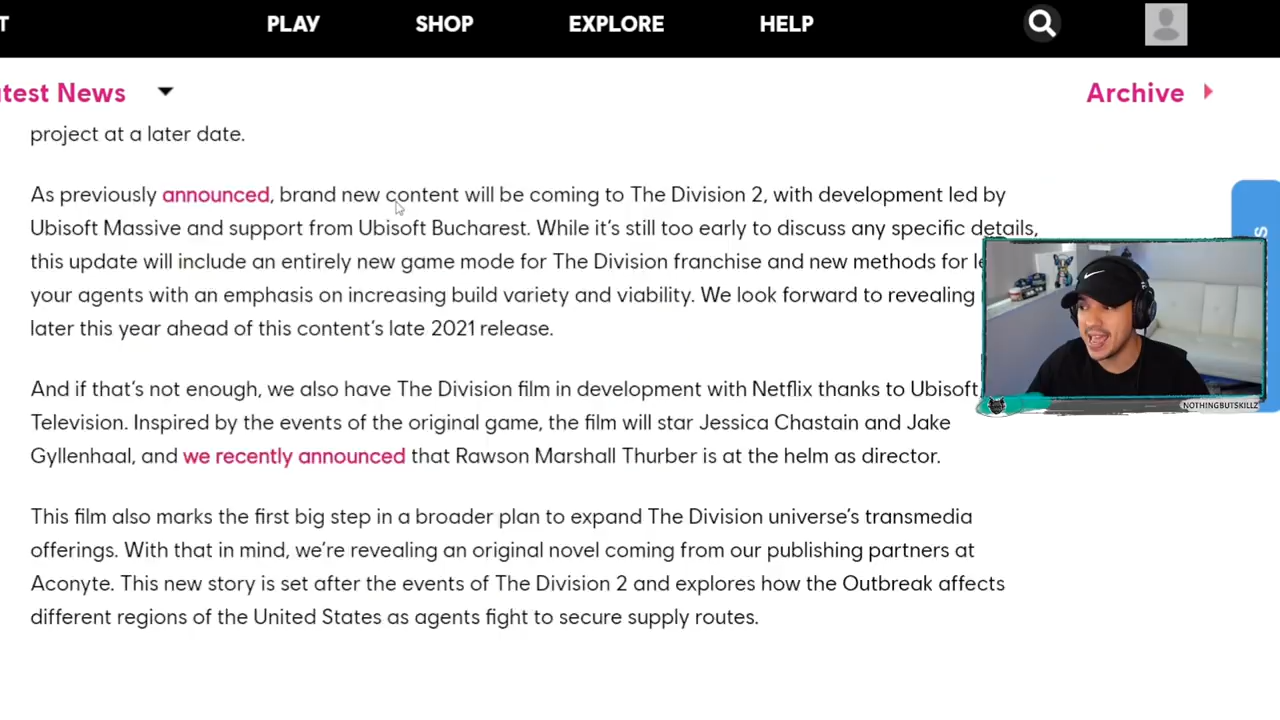 T PLAY SHOP EXPLORE HELP
test News Archive
project at a later date.
As previously announced, brand new content will be coming to The Division 2, with development led by
Ubisoft Massive and support from Ubisoft Bucharest. While it's still too early to discuss any specific details,
this update will include an entirely new game mode for The Division franchise and new methods for le
your agents with an emphasis on increasing build variety and viability. We look forward to revealing
later this year ahead of this content's late 2021 release.
And if that's not enough, we also have The Division film in development with Netflix thanks to Ubisoft
Television. Inspired by the events of the original game, the film will star Jessica Chastain and Jake
Gyllenhaal, and we recently announced that Rawson Marshall Thurber is at the helm as director.
This film also marks the first big step in a broader plan to expand The Division universe's transmedia
offerings. With that in mind, we're revealing an original novel coming from our publishing partners at
Aconyte. This new story is set after the events of The Division 2 and explores how the Outbreak affects
different regions of the United States as agents fight to secure supply routes.
S
NOTHINGBUTSKILLZ